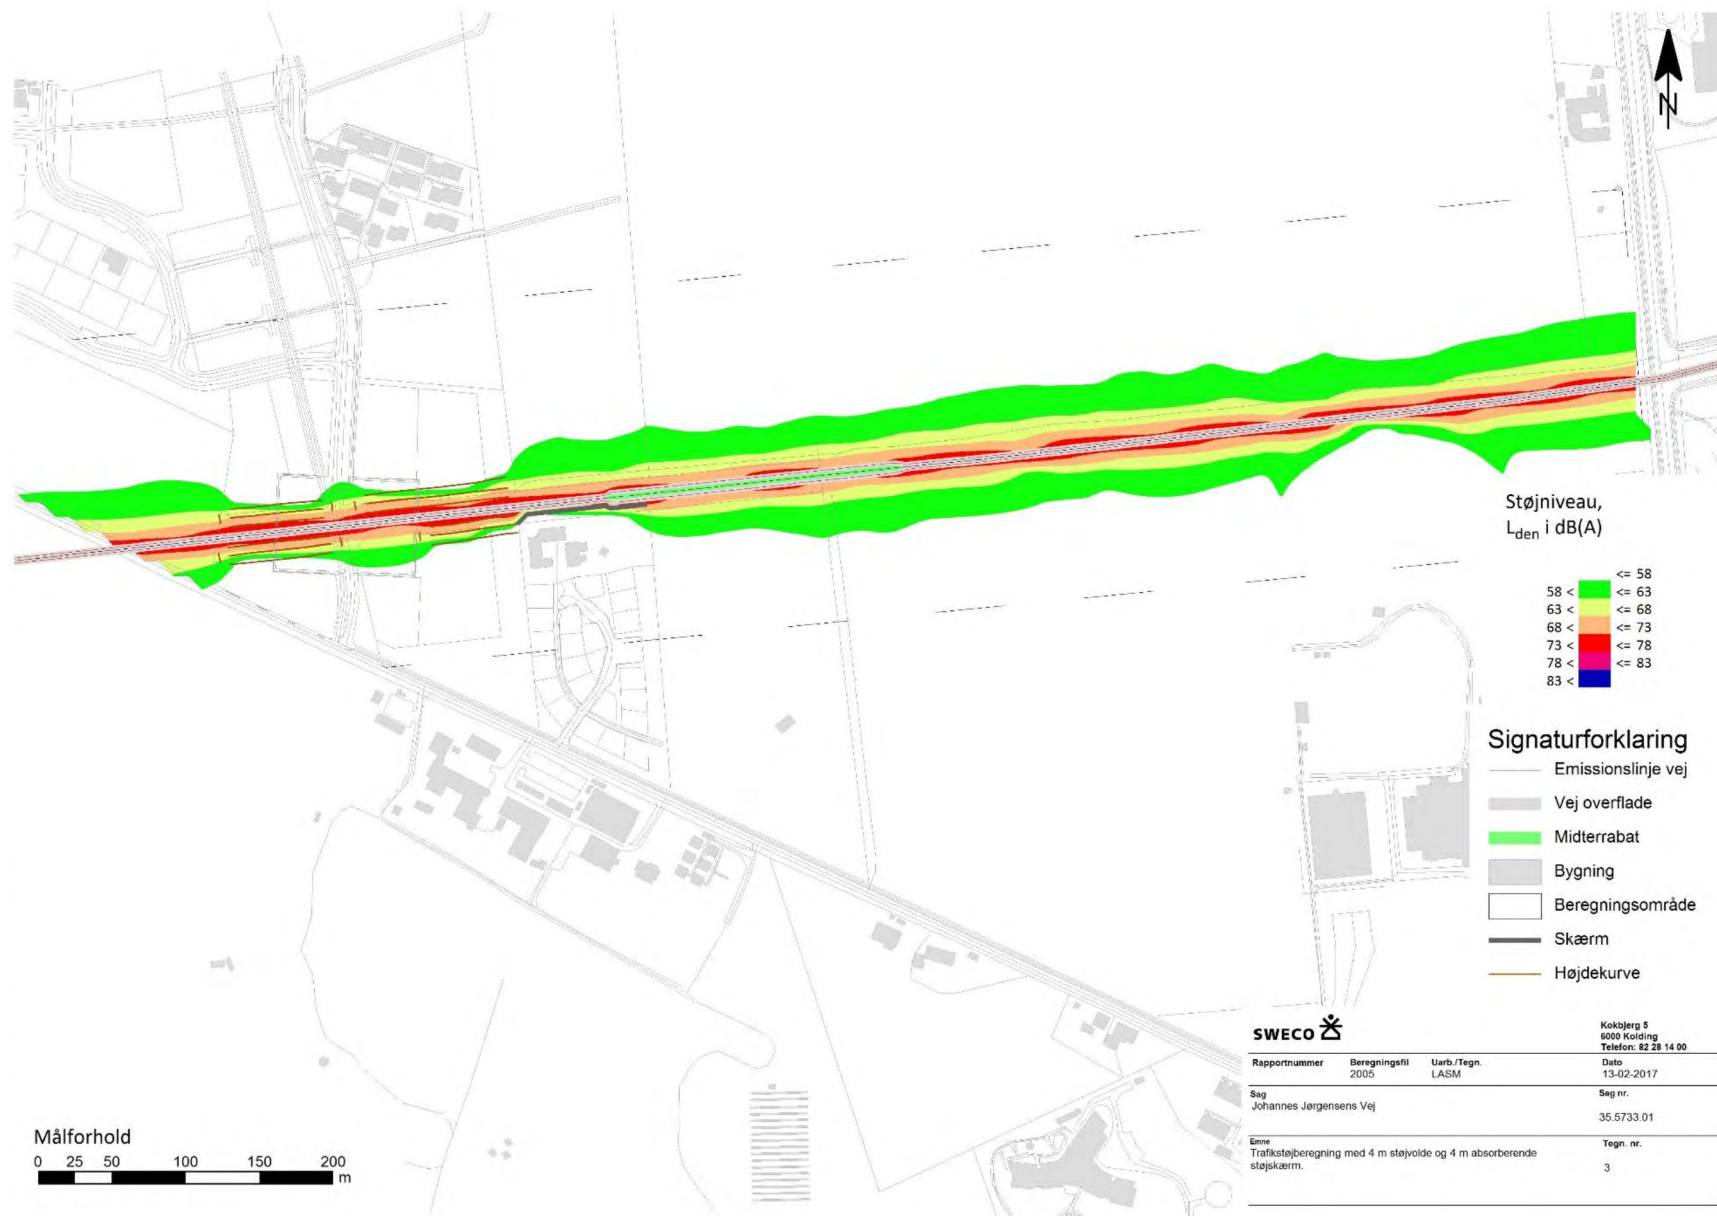 N
Støjniveau,
Lden i dB(A)
<= 58
58 < <= 63
63 < <= 68
68 < <= 73
73 < <= 78
78 < <= 83
83 <
Signaturforklaring
Emissionslinje vej
Vej overflade
Midterrabat
Bygning
Beregningsområde
Skærm
Højdekurve
Målforhold
0 25 50 100 150 200
m
SWECO
Kokbjerg 5
6000 Kolding
Telefon: 82 28 14 00
Rapportnummer Beregningsfil Uarb./Tegn. Dato
2005 LASM 13-02-2017
Sag Sag nr.
Johannes Jørgensens Vej
35.5733.01
Emne Tegn. nr.
Trafikstøjberegning med 4 m støjvolde og 4 m absorberende
støjskærm.
3